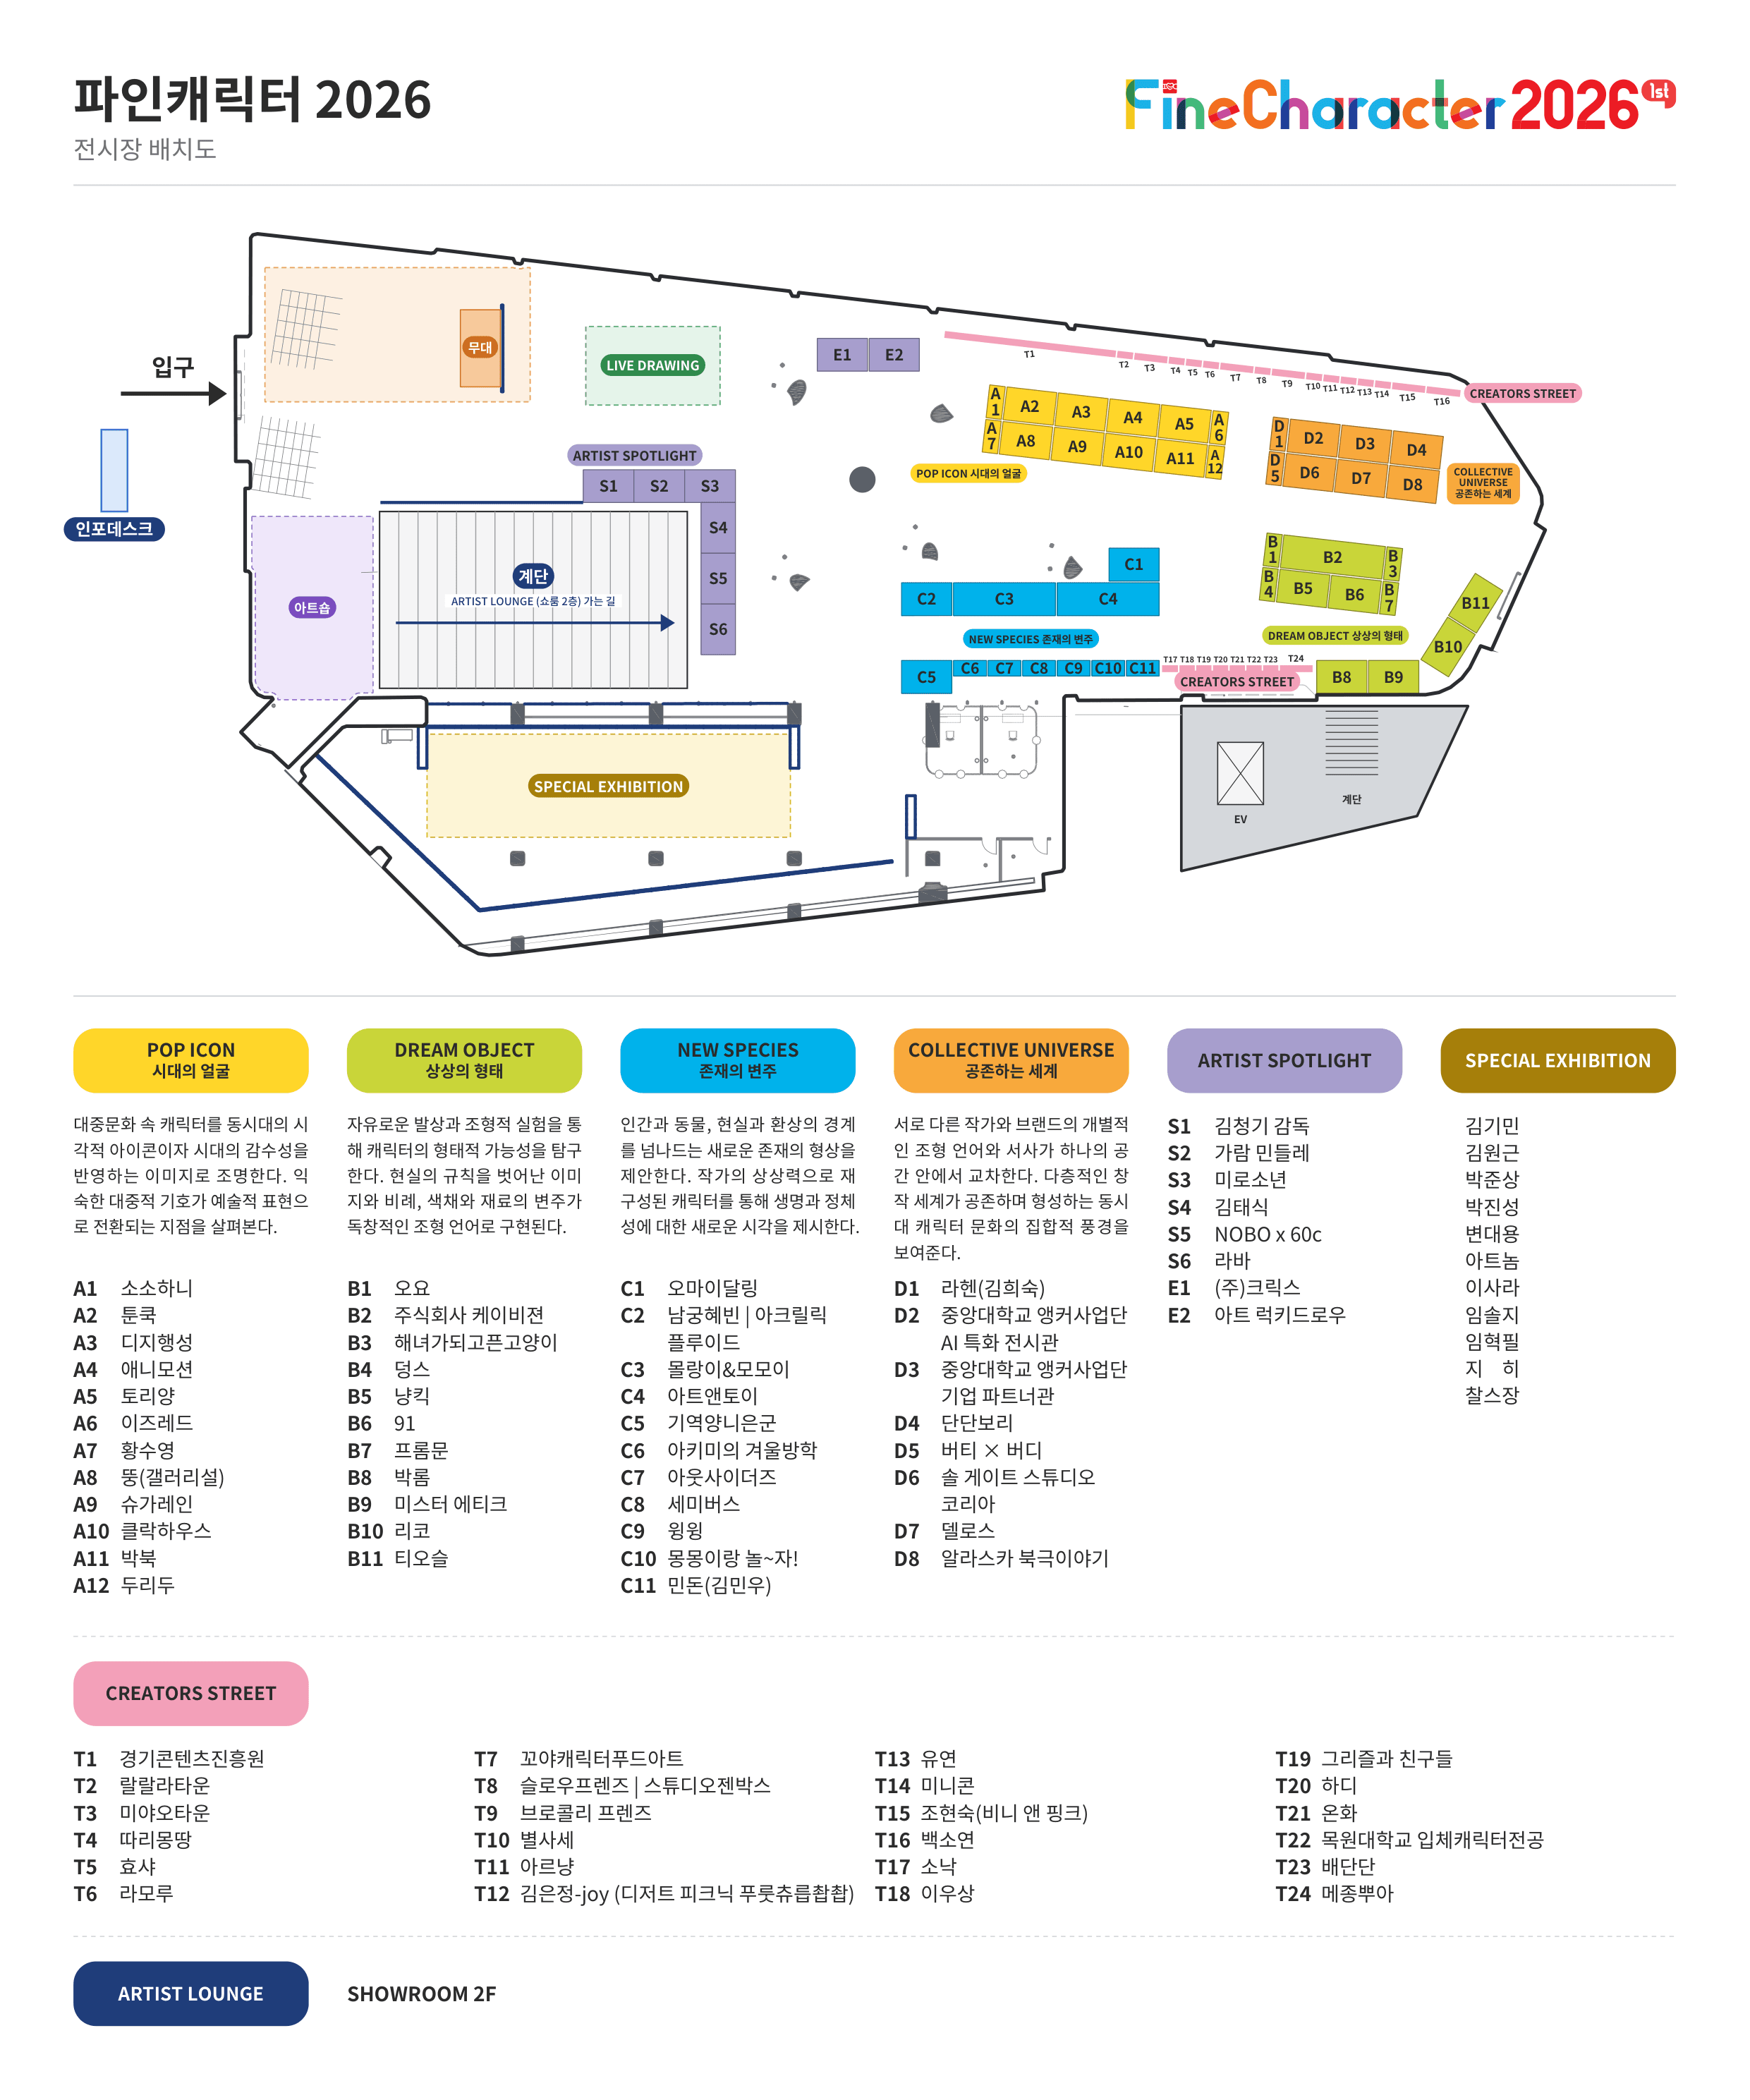 파인캐릭터 2026
전시장 배치도
FineCharacter 2026 1st
입구
인포데스크
무대
LIVE DRAWING
E1 E2
T1 T2 T3 T4 T5 T6 T7 T8 T9 T10 T11 T12 T13 T14 T15 T16
CREATORS STREET
A1 A2 A3 A4 A5 A6
A7 A8 A9 A10 A11 A12
POP ICON 시대의 얼굴
D1 D2 D3 D4
D5 D6 D7 D8
COLLECTIVE
UNIVERSE
공존하는 세계
ARTIST SPOTLIGHT
S1 S2 S3
S4
S5
S6
계단
ARTIST LOUNGE (쇼룸 2층) 가는 길
아트숍
C1
C2 C3 C4
NEW SPECIES 존재의 변주
C5 C6 C7 C8 C9 C10 C11
B1 B2 B3
B4 B5 B6 B7
DREAM OBJECT 상상의 형태
B11
B10
T17 T18 T19 T20 T21 T22 T23 T24
CREATORS STREET
B8 B9
SPECIAL EXHIBITION
EV
계단
POP ICON
시대의 얼굴
대중문화 속 캐릭터를 동시대의 시
각적 아이콘이자 시대의 감수성을
반영하는 이미지로 조명한다. 익
숙한 대중적 기호가 예술적 표현으
로 전환되는 지점을 살펴본다.
A1 소소하니
A2 툰쿡
A3 디지행성
A4 애니모션
A5 토리양
A6 이즈레드
A7 황수영
A8 뚱(갤러리설)
A9 슈가레인
A10 클락하우스
A11 박북
A12 두리두
DREAM OBJECT
상상의 형태
자유로운 발상과 조형적 실험을 통
해 캐릭터의 형태적 가능성을 탐구
한다. 현실의 규칙을 벗어난 이미
지와 비례, 색채와 재료의 변주가
독창적인 조형 언어로 구현된다.
B1 오요
B2 주식회사 케이비젼
B3 해녀가되고픈고양이
B4 덩스
B5 냥킥
B6 91
B7 프롬문
B8 박롬
B9 미스터 에티크
B10 리코
B11 티오슬
NEW SPECIES
존재의 변주
인간과 동물, 현실과 환상의 경계
를 넘나드는 새로운 존재의 형상을
제안한다. 작가의 상상력으로 재
구성된 캐릭터를 통해 생명과 정체
성에 대한 새로운 시각을 제시한다.
C1 오마이달링
C2 남궁혜빈 | 아크릴릭
플루이드
C3 몰랑이&모모이
C4 아트앤토이
C5 기역양니은군
C6 아키미의 겨울방학
C7 아웃사이더즈
C8 세미버스
C9 윙윙
C10 몽몽이랑 놀~자!
C11 민돈(김민우)
COLLECTIVE UNIVERSE
공존하는 세계
서로 다른 작가와 브랜드의 개별적
인 조형 언어와 서사가 하나의 공
간 안에서 교차한다. 다층적인 창
작 세계가 공존하며 형성하는 동시
대 캐릭터 문화의 집합적 풍경을
보여준다.
D1 라헨(김희숙)
D2 중앙대학교 앵커사업단
AI 특화 전시관
D3 중앙대학교 앵커사업단
기업 파트너관
D4 단단보리
D5 버티 × 버디
D6 솔 게이트 스튜디오
코리아
D7 델로스
D8 알라스카 북극이야기
ARTIST SPOTLIGHT
S1 김청기 감독
S2 가람 민들레
S3 미로소년
S4 김태식
S5 NOBO x 60c
S6 라바
E1 (주)크릭스
E2 아트 럭키드로우
SPECIAL EXHIBITION
김기민
김원근
박준상
박진성
변대용
아트놈
이사라
임솔지
임혁필
지 히
찰스장
CREATORS STREET
T1 경기콘텐츠진흥원
T2 랄랄라타운
T3 미야오타운
T4 따리몽땅
T5 효샤
T6 라모루
T7 꼬야캐릭터푸드아트
T8 슬로우프렌즈 | 스튜디오젠박스
T9 브로콜리 프렌즈
T10 별사세
T11 아르냥
T12 김은정-joy (디저트 피크닉 푸룻츄릅촵촵)
T13 유연
T14 미니콘
T15 조현숙(비니 앤 핑크)
T16 백소연
T17 소낙
T18 이우상
T19 그리즐과 친구들
T20 하디
T21 온화
T22 목원대학교 입체캐릭터전공
T23 배단단
T24 메종뿌아
ARTIST LOUNGE
SHOWROOM 2F